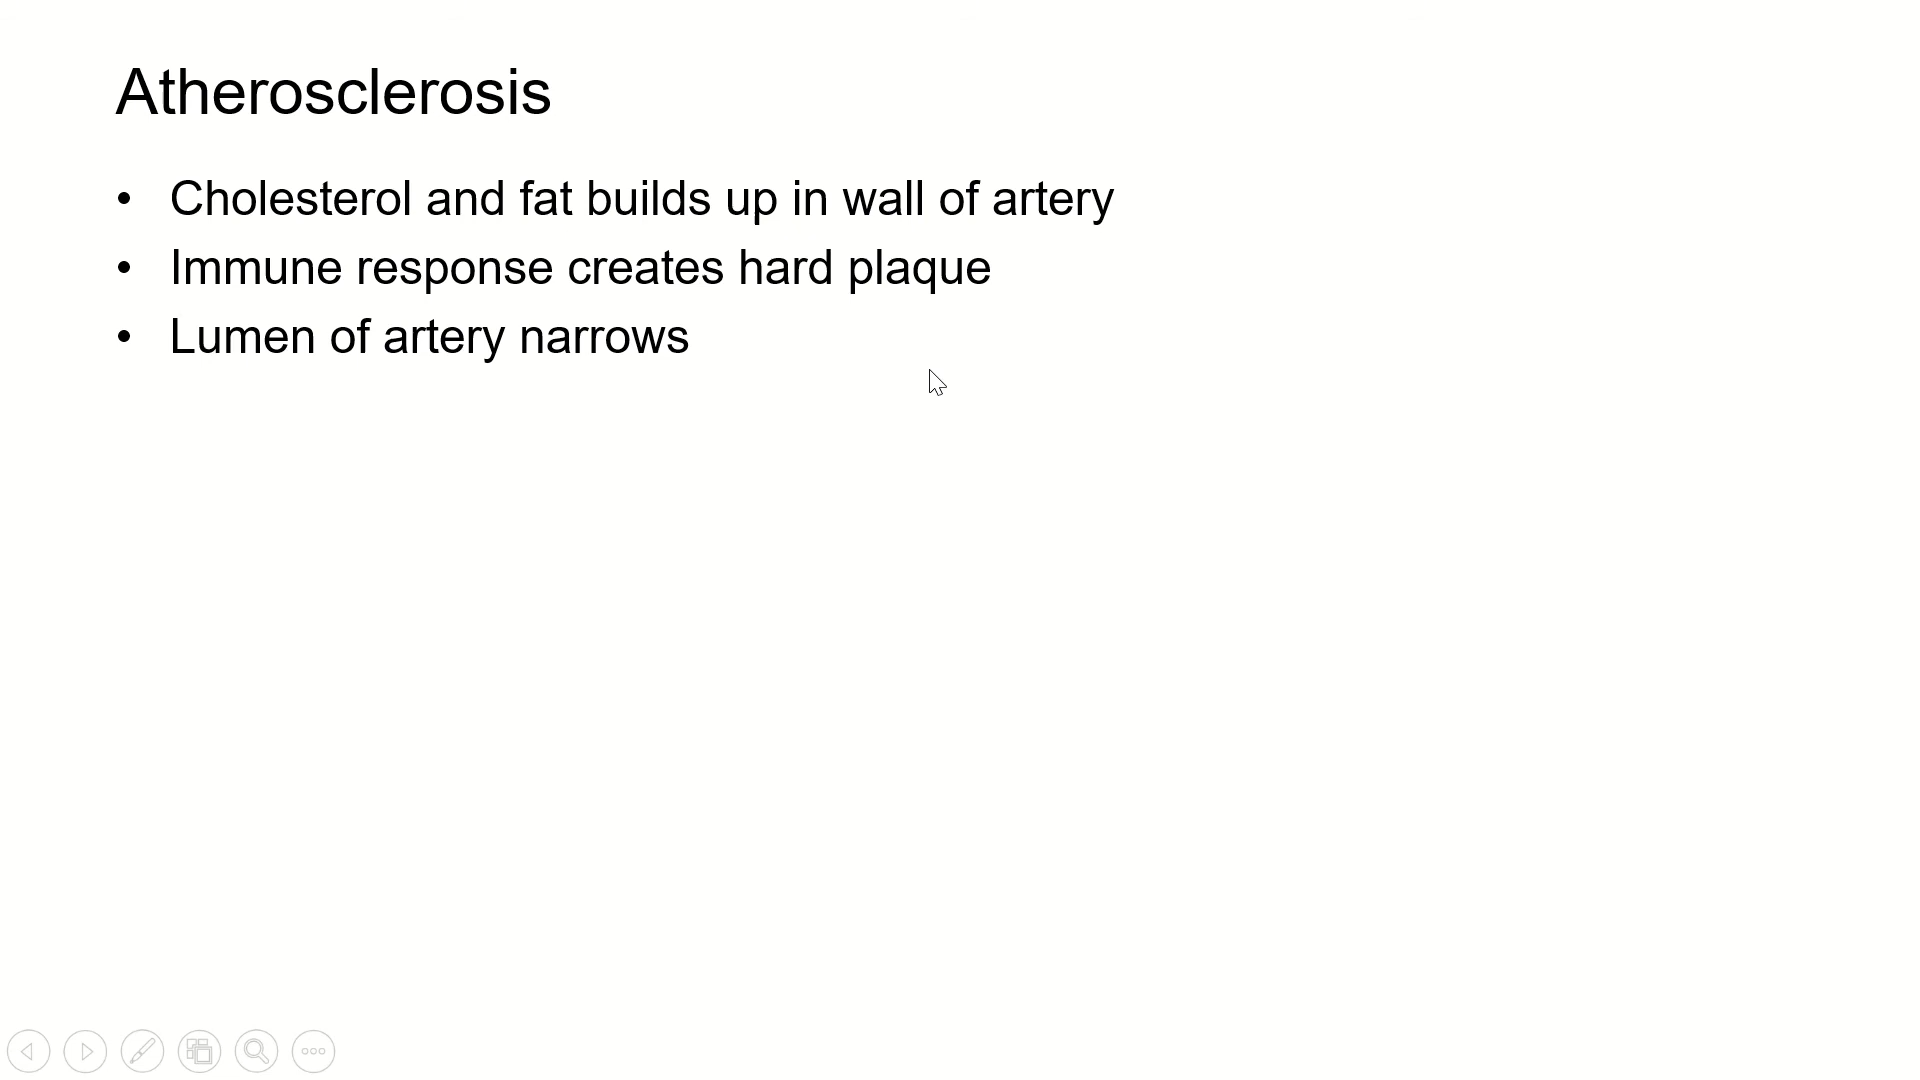 Atherosclerosis
• Cholesterol and fat builds up in wall of artery
• Immune response creates hard plaque
• Lumen of artery narrows